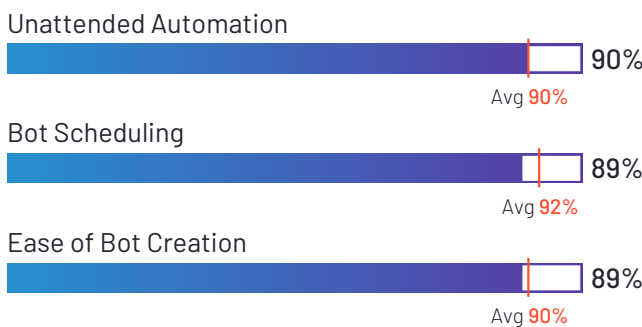 Unattended Automation
90%
Avg 90%
Bot Scheduling
89%
Avg 92%
Ease of Bot Creation
89%
Avg 90%